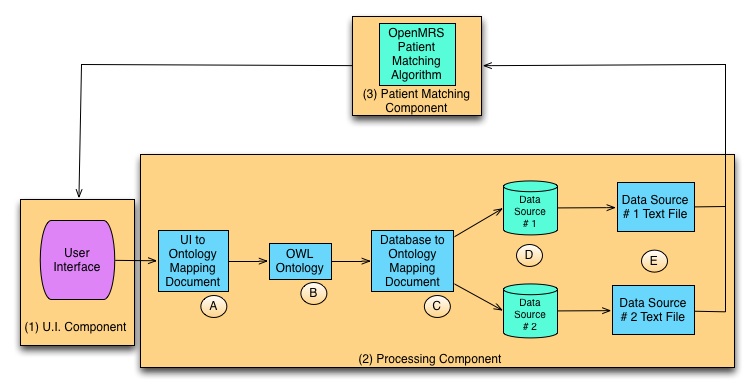 OpenMRS
Patient
Matching
Algorithm
(3) Patient Matching
Component
User
Interface
(1) U.I. Component
UI to
Ontology
Mapping
Document
A
OWL
Ontology
B
Database to
Ontology
Mapping
Document
C
Data
Source
# 1
D
Data
Source
# 2
Data Source
# 1 Text File
E
Data Source
# 2 Text File
(2) Processing Component